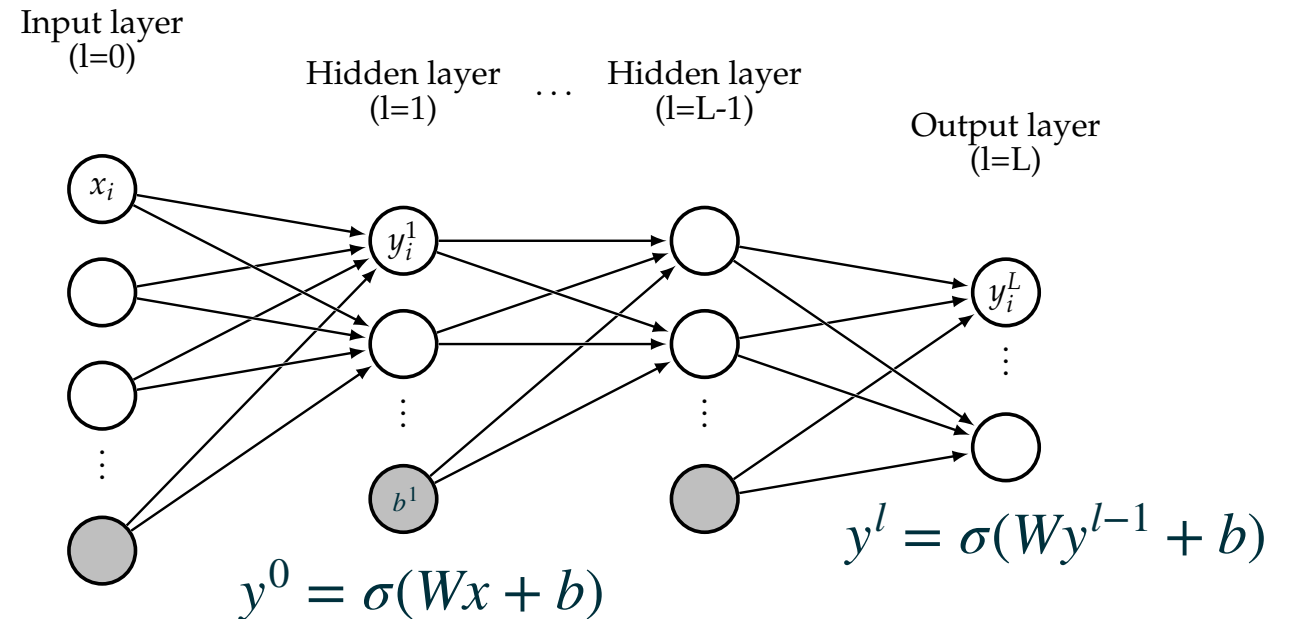 Input layer
(l=0)
Hidden layer
(l=1)
...
Hidden layer
(l=L-1)
Output layer
(l=L)
x_i
y_i^1
y_i^L
b^1
y^l = σ(Wy^{l−1} + b)
y^0 = σ(Wx + b)